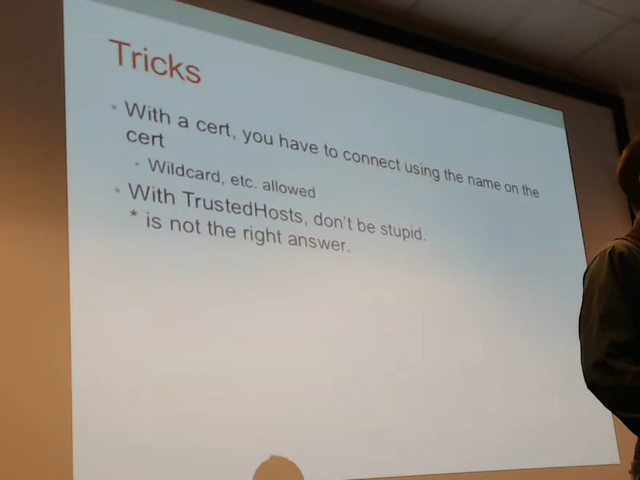 Tricks
• With a cert, you have to connect using the name on the
cert
• Wildcard, etc. allowed
• With TrustedHosts, don't be stupid.
* is not the right answer.